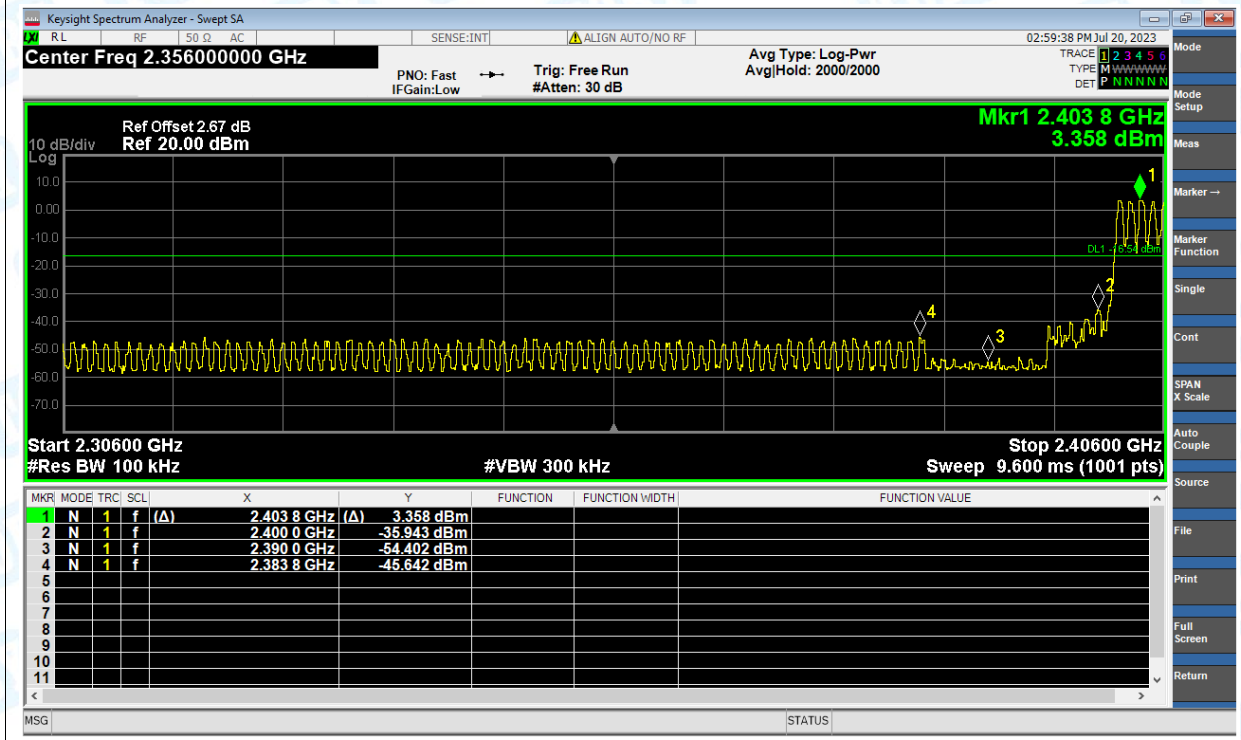 Keysight Spectrum Analyzer - Swept SA
LXI RL RF 50 Ω AC SENSE:INT ALIGN AUTO/NO RF 02:59:38 PM Jul 20, 2023
Center Freq 2.356000000 GHz
PNO: Fast
IFGain:Low
Trig: Free Run
#Atten: 30 dB
Avg Type: Log-Pwr
Avg|Hold: 2000/2000
TRACE 1 2 3 4 5 6
TYPE M WWWWW
DET P N N N N N
Mkr1 2.403 8 GHz
3.358 dBm
Ref Offset 2.67 dB
10 dB/div Ref 20.00 dBm
Log
10.0
0.00
-10.0
-20.0
-30.0
-40.0
-50.0
-60.0
-70.0
1
DL1 -16.54 dBm
2
4
3
Start 2.30600 GHz Stop 2.40600 GHz
#Res BW 100 kHz #VBW 300 kHz Sweep 9.600 ms (1001 pts)
MKR MODE TRC SCL X Y FUNCTION FUNCTION WIDTH FUNCTION VALUE
1 N 1 f (Δ) 2.403 8 GHz (Δ) 3.358 dBm
2 N 1 f 2.400 0 GHz -35.943 dBm
3 N 1 f 2.390 0 GHz -54.402 dBm
4 N 1 f 2.383 8 GHz -45.642 dBm
5
6
7
8
9
10
11
MSG STATUS
Mode
Mode
Setup
Meas
Marker →
Marker
Function
Single
Cont
SPAN
X Scale
Auto
Couple
Source
File
Print
Full
Screen
Return